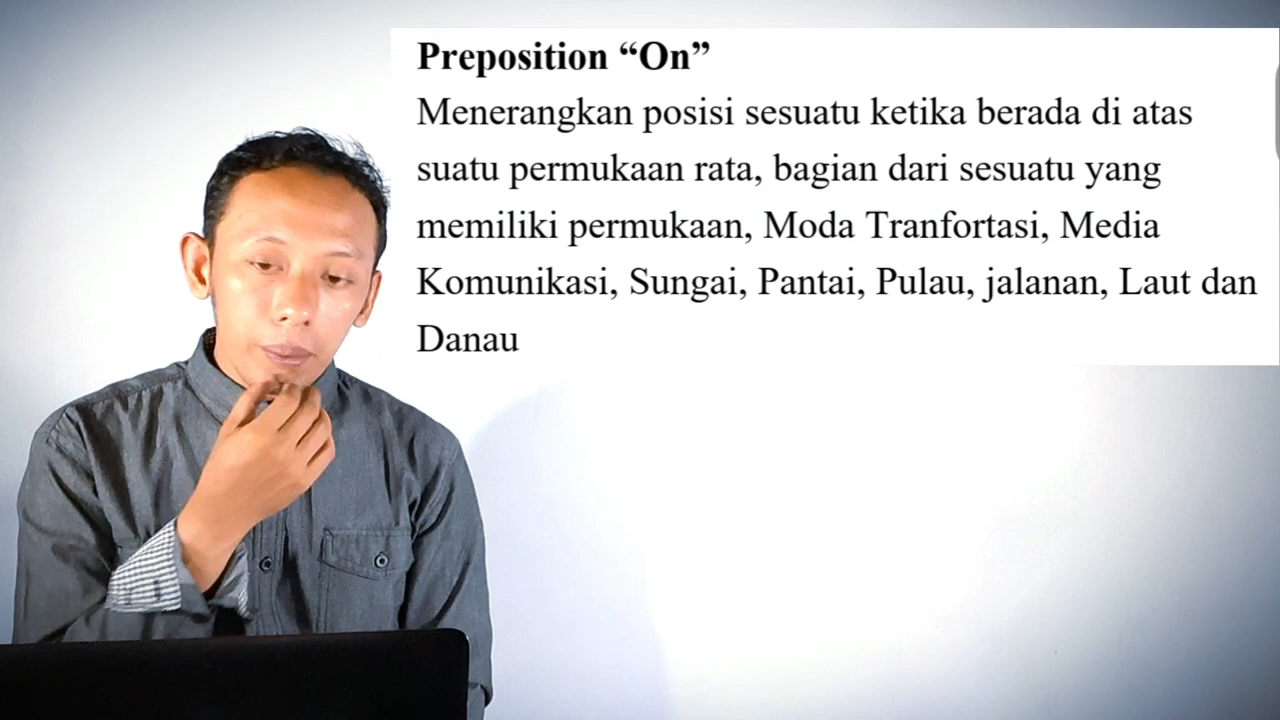 Preposition “On”
Menerangkan posisi sesuatu ketika berada di atas
suatu permukaan rata, bagian dari sesuatu yang
memiliki permukaan, Moda Tranfortasi, Media
Komunikasi, Sungai, Pantai, Pulau, jalanan, Laut dan
Danau